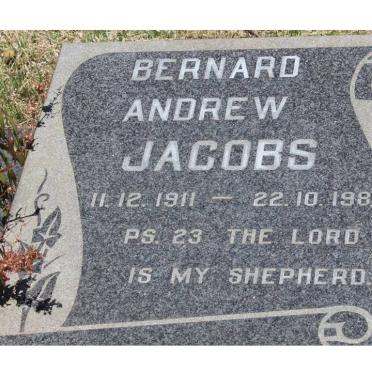 BERNARD
ANDREW
JACOBS
11.12.1911 — 22.10.198
PS. 23 THE LORD
IS MY SHEPHERD.